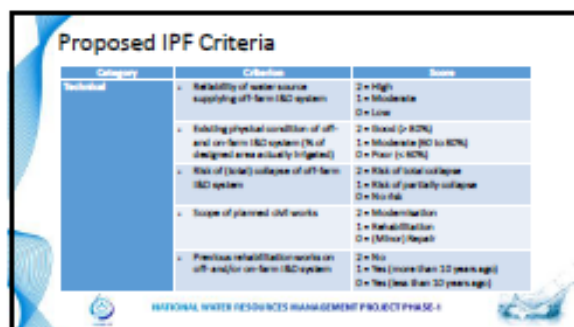 Proposed IPF Criteria
Category Criterion Score
Technical
Reliability of water source
supplying off-farm I&D system
2 = High
1 = Moderate
0 = Low
Existing physical condition of off-
and on-farm I&D system (% of
designed area actually irrigated)
2 = Good (> 80%)
1 = Moderate (60 to 80%)
0 = Poor (< 60%)
Risk of (total) collapse of off-farm
I&D system
2 = Risk of total collapse
1 = Risk of partially collapse
0 = No risk
Scope of planned civil works
2 = Modernisation
1 = Rehabilitation
0 = (Minor) Repair
Previous rehabilitation works on
off- and/or on-farm I&D system
2 = No
1 = Yes (more than 10 years ago)
0 = Yes (less than 10 years ago)
NATIONAL WATER RESOURCES MANAGEMENT PROJECT PHASE-1